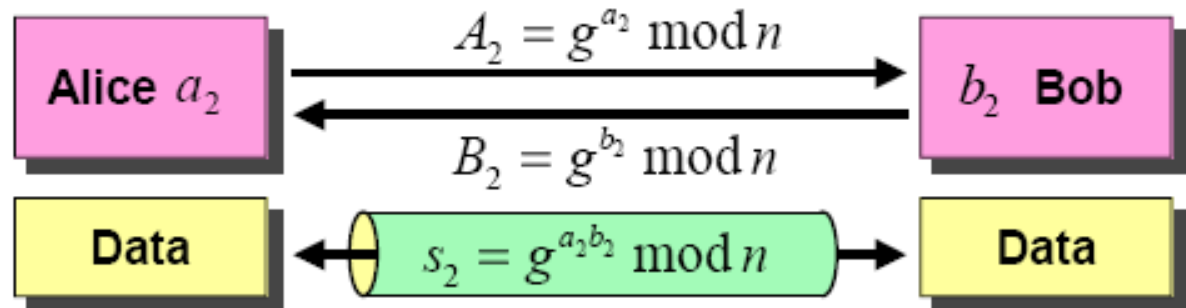 A₂ = g^{a₂} mod n
Alice a₂
b₂ Bob
B₂ = g^{b₂} mod n
Data
s₂ = g^{a₂b₂} mod n
Data